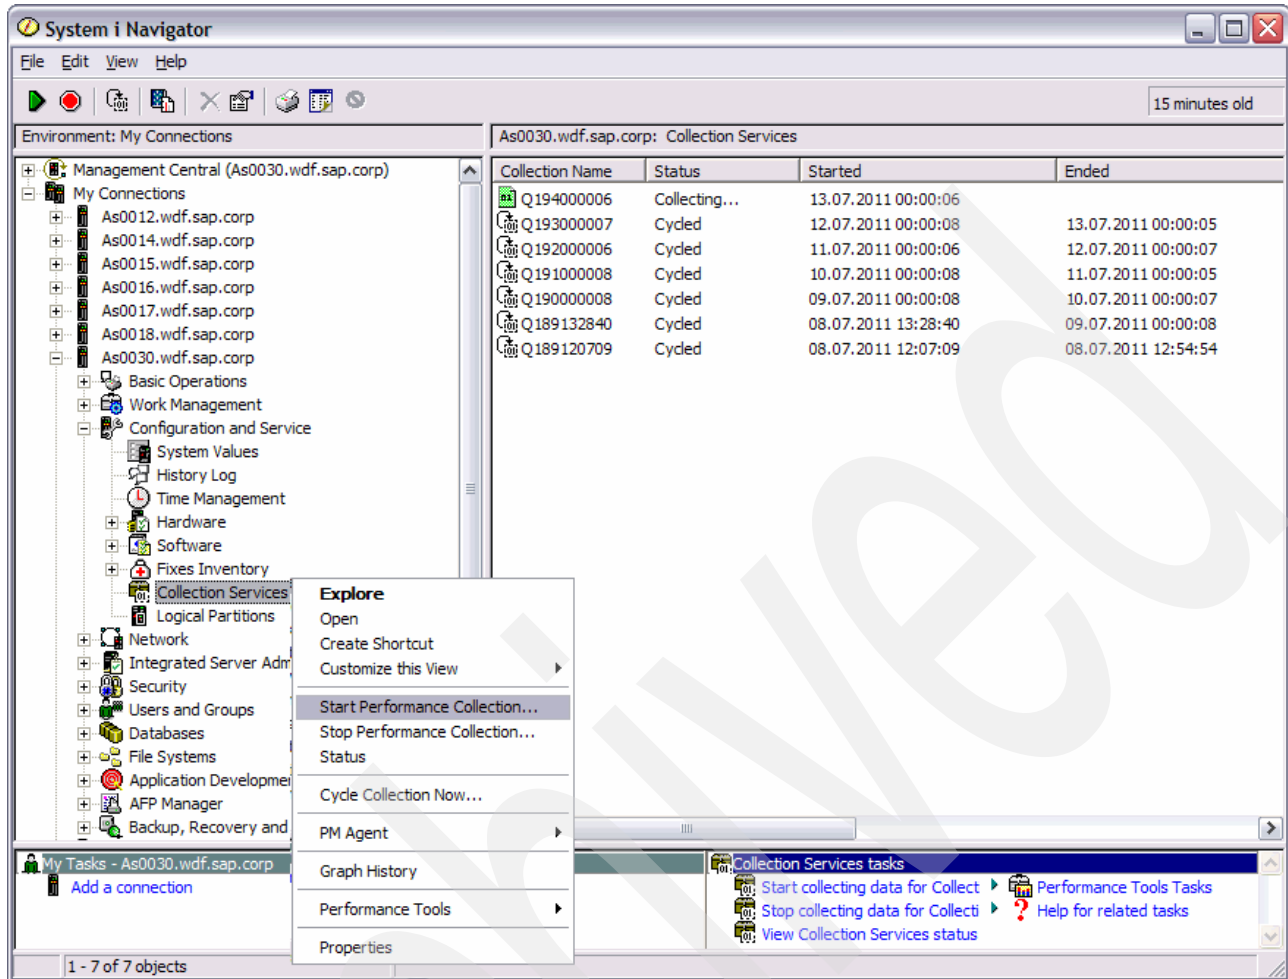 System i Navigator
File Edit View Help
15 minutes old
Environment: My Connections
As0030.wdf.sap.corp: Collection Services
Management Central (As0030.wdf.sap.corp)
My Connections
As0012.wdf.sap.corp
As0014.wdf.sap.corp
As0015.wdf.sap.corp
As0016.wdf.sap.corp
As0017.wdf.sap.corp
As0018.wdf.sap.corp
As0030.wdf.sap.corp
Basic Operations
Work Management
Configuration and Service
System Values
History Log
Time Management
Hardware
Software
Fixes Inventory
Collection Services
Logical Partitions
Network
Integrated Server Adm
Security
Users and Groups
Databases
File Systems
Application Developmen
AFP Manager
Backup, Recovery and
Collection Name Status Started Ended
Q194000006 Collecting... 13.07.2011 00:00:06
Q193000007 Cycled 12.07.2011 00:00:08 13.07.2011 00:00:05
Q192000006 Cycled 11.07.2011 00:00:06 12.07.2011 00:00:07
Q191000008 Cycled 10.07.2011 00:00:08 11.07.2011 00:00:05
Q190000008 Cycled 09.07.2011 00:00:08 10.07.2011 00:00:07
Q189132840 Cycled 08.07.2011 13:28:40 09.07.2011 00:00:08
Q189120709 Cycled 08.07.2011 12:07:09 08.07.2011 12:54:54
Explore
Open
Create Shortcut
Customize this View
Start Performance Collection...
Stop Performance Collection...
Status
Cycle Collection Now...
PM Agent
Graph History
Performance Tools
Properties
My Tasks - As0030.wdf.sap.corp
Add a connection
Collection Services tasks
Start collecting data for Collect
Stop collecting data for Collecti
View Collection Services status
Performance Tools Tasks
Help for related tasks
1 - 7 of 7 objects